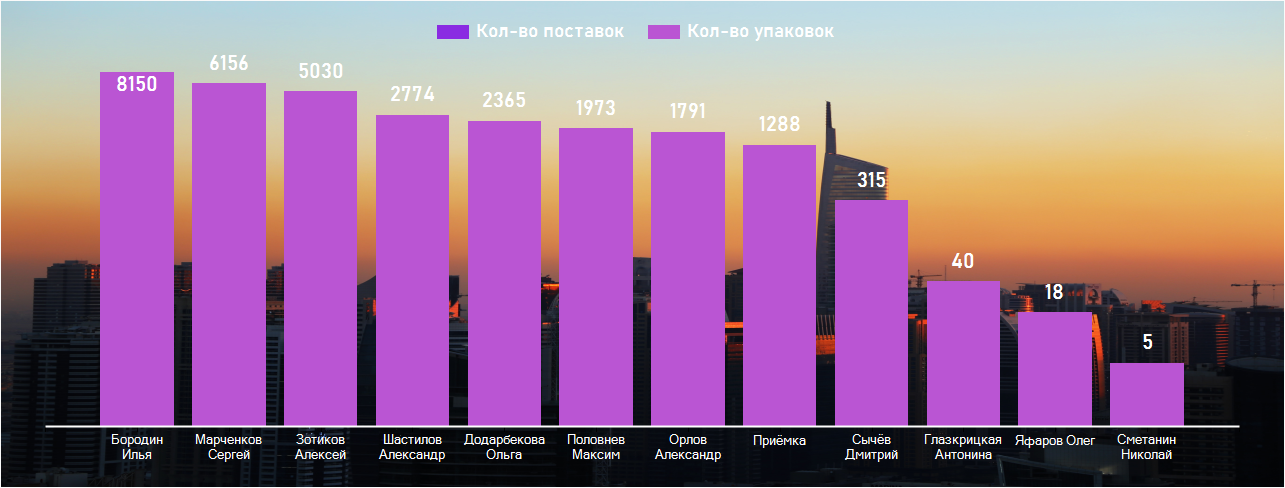 Кол-во поставок Кол-во упаковок
8150
6156
5030
2774
2365
1973
1791
1288
315
40
18
5
Бородин
Илья
Марченков
Сергей
Зотиков
Алексей
Шастилов
Александр
Додарбекова
Ольга
Половнев
Максим
Орлов
Александр
Приёмка
Сычёв
Дмитрий
Глазкрицкая
Антонина
Яфаров Олег
Сметанин
Николай